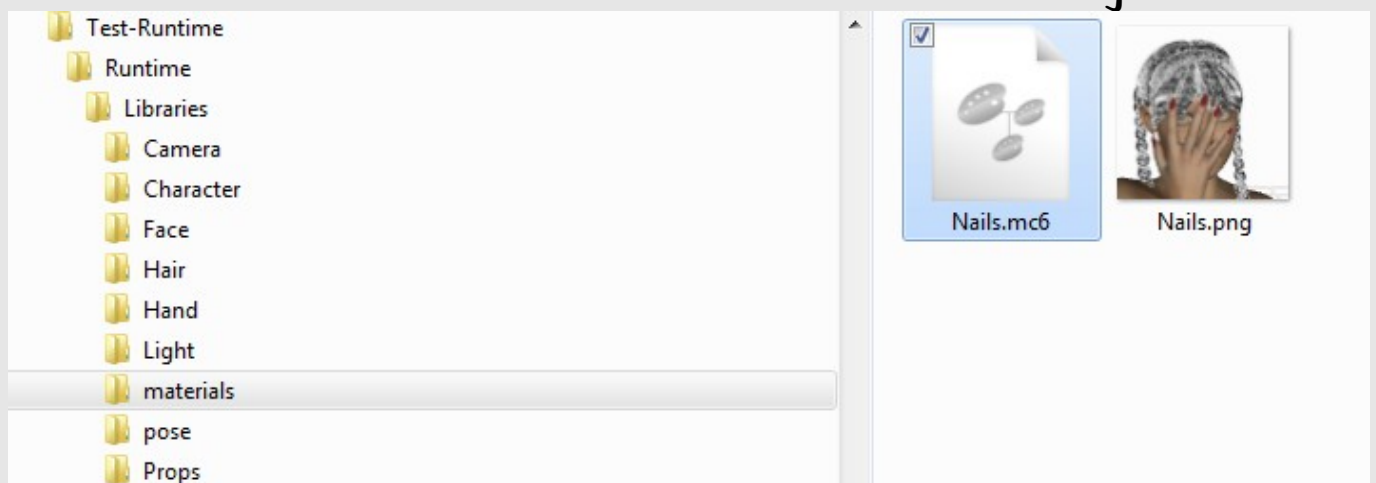 Test-Runtime
Runtime
Libraries
Camera
Character
Face
Hair
Hand
Light
materials
pose
Props
Nails.mc6
Nails.png